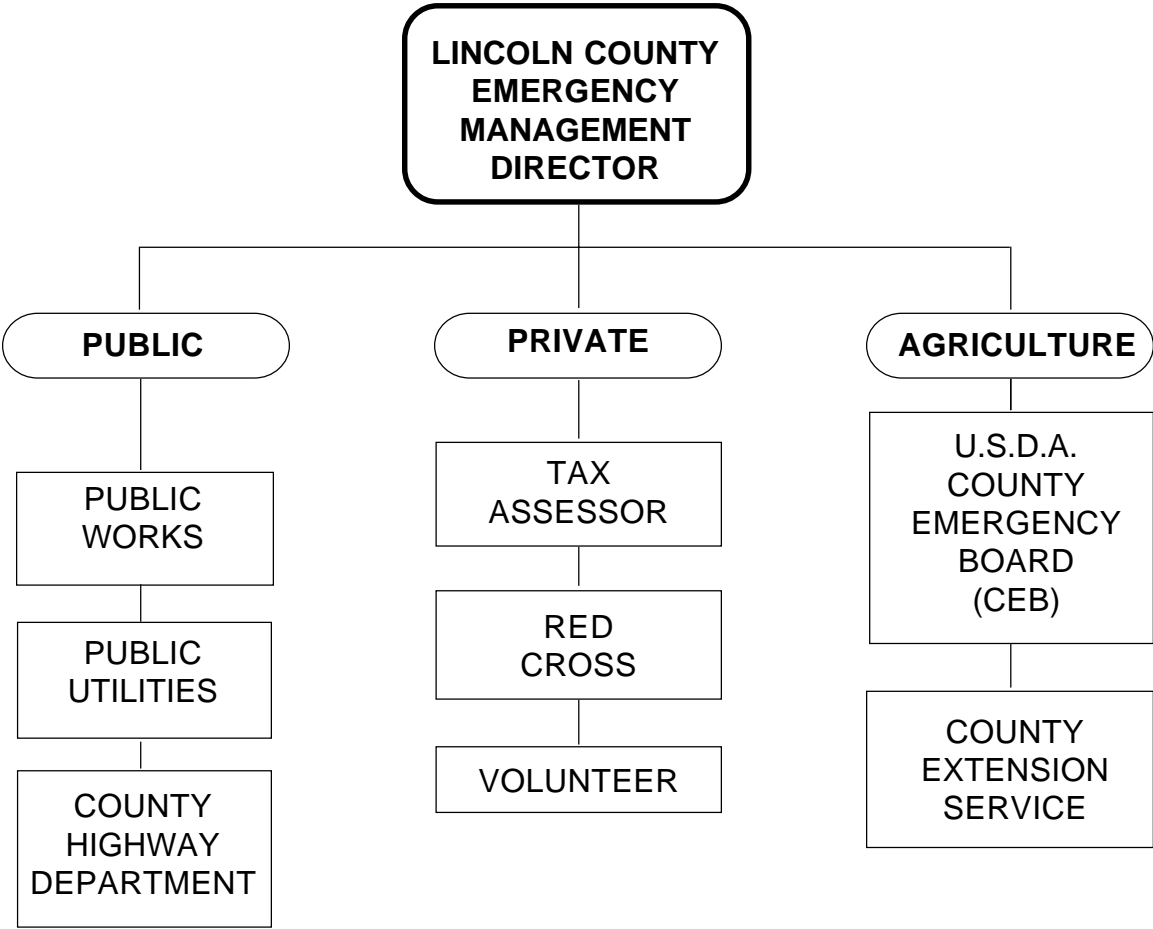 LINCOLN COUNTY
EMERGENCY
MANAGEMENT
DIRECTOR
PUBLIC
PRIVATE
AGRICULTURE
PUBLIC
WORKS
PUBLIC
UTILITIES
COUNTY
HIGHWAY
DEPARTMENT
TAX
ASSESSOR
RED
CROSS
VOLUNTEER
U.S.D.A.
COUNTY
EMERGENCY
BOARD
(CEB)
COUNTY
EXTENSION
SERVICE